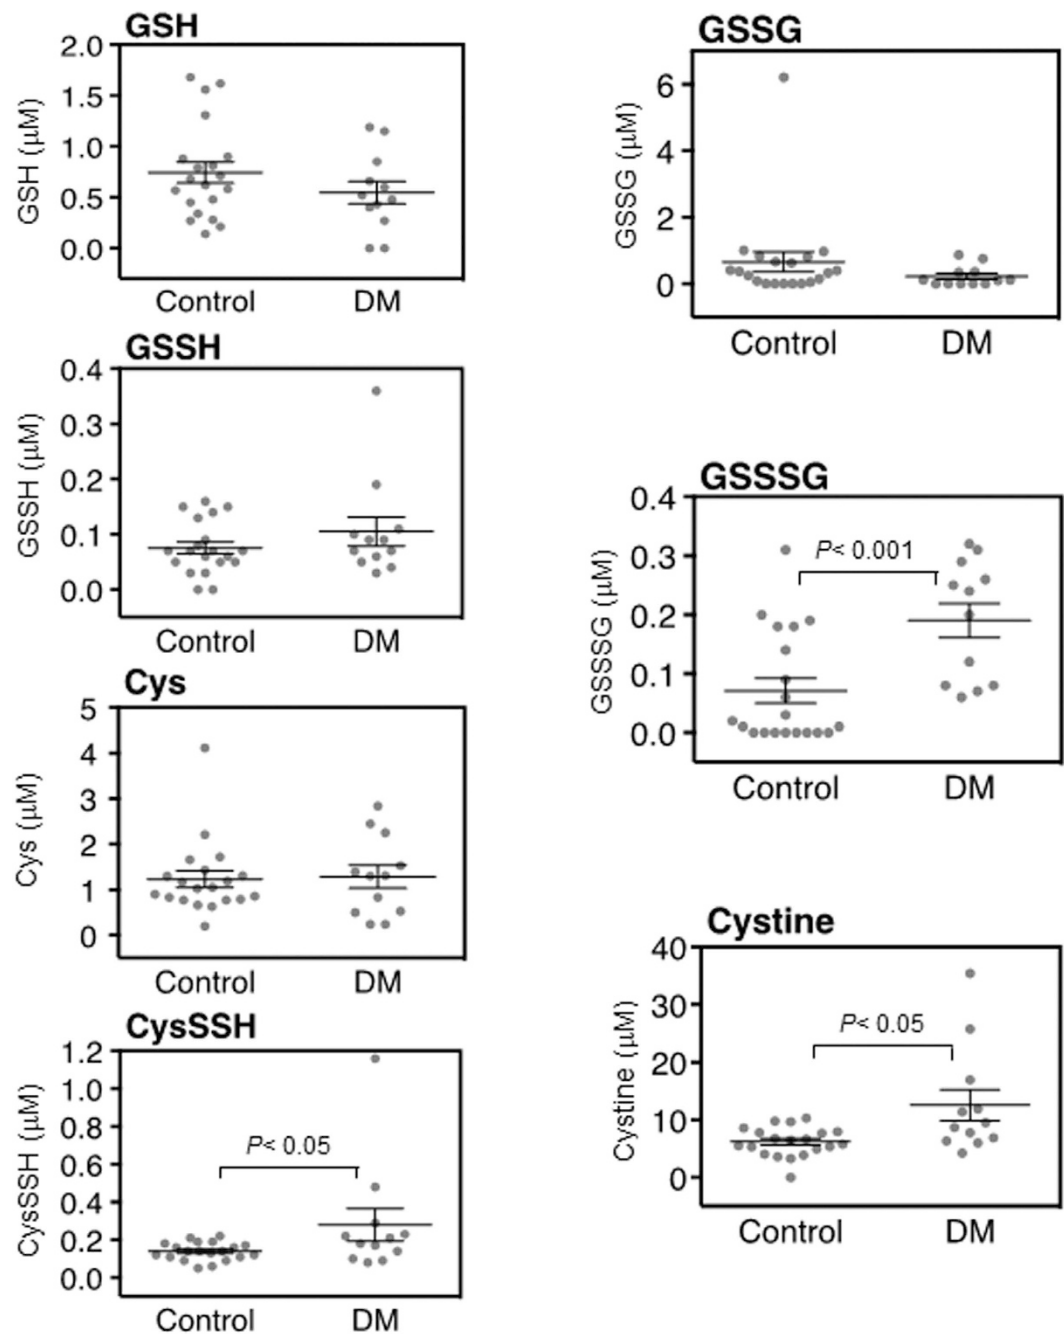 GSH
GSH (μM)
2.0
1.5
1.0
0.5
0.0
Control DM
GSSG
GSSG (μM)
6
4
2
0
Control DM
GSSH
GSSH (μM)
0.4
0.3
0.2
0.1
0.0
Control DM
GSSSG
GSSSG (μM)
0.4
0.3
0.2
0.1
0.0
P< 0.001
Control DM
Cys
Cys (μM)
5
4
3
2
1
0
Control DM
CysSSH
CysSSH (μM)
1.2
1.0
0.8
0.6
0.4
0.2
0.0
P< 0.05
Control DM
Cystine
Cystine (μM)
40
30
20
10
0
P< 0.05
Control DM